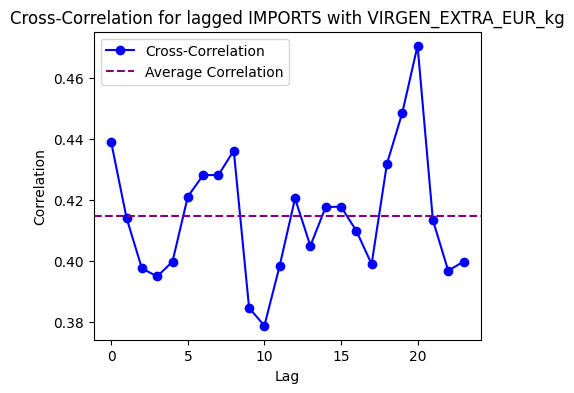 Cross-Correlation for lagged IMPORTS with VIRGEN_EXTRA_EUR_kg
Cross-Correlation
Average Correlation
Correlation
0.46
0.44
0.42
0.40
0.38
0
5
10
15
20
Lag